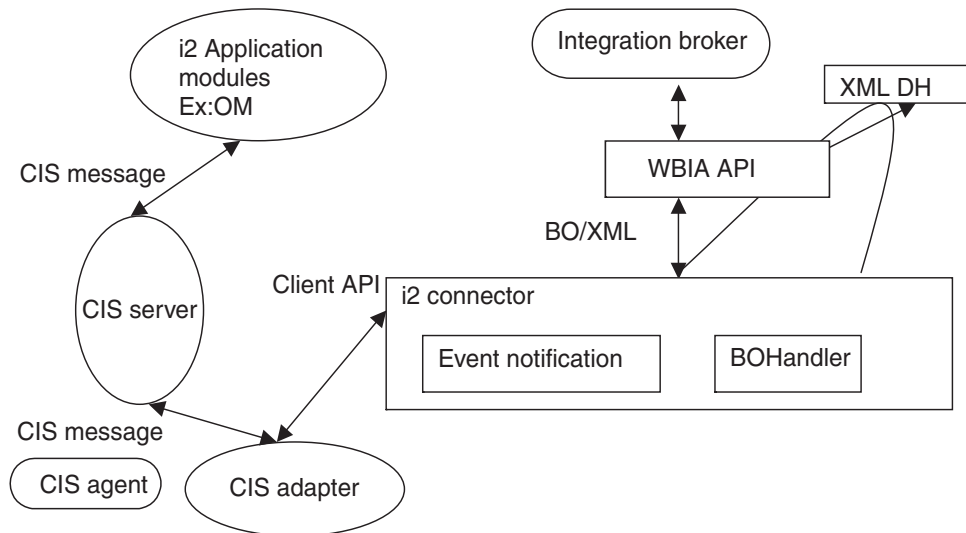 i2 Application
modules
Ex:OM
Integration broker
XML DH
CIS message
WBIA API
BO/XML
Client API
i2 connector
CIS server
Event notification
BOHandler
CIS message
CIS agent
CIS adapter